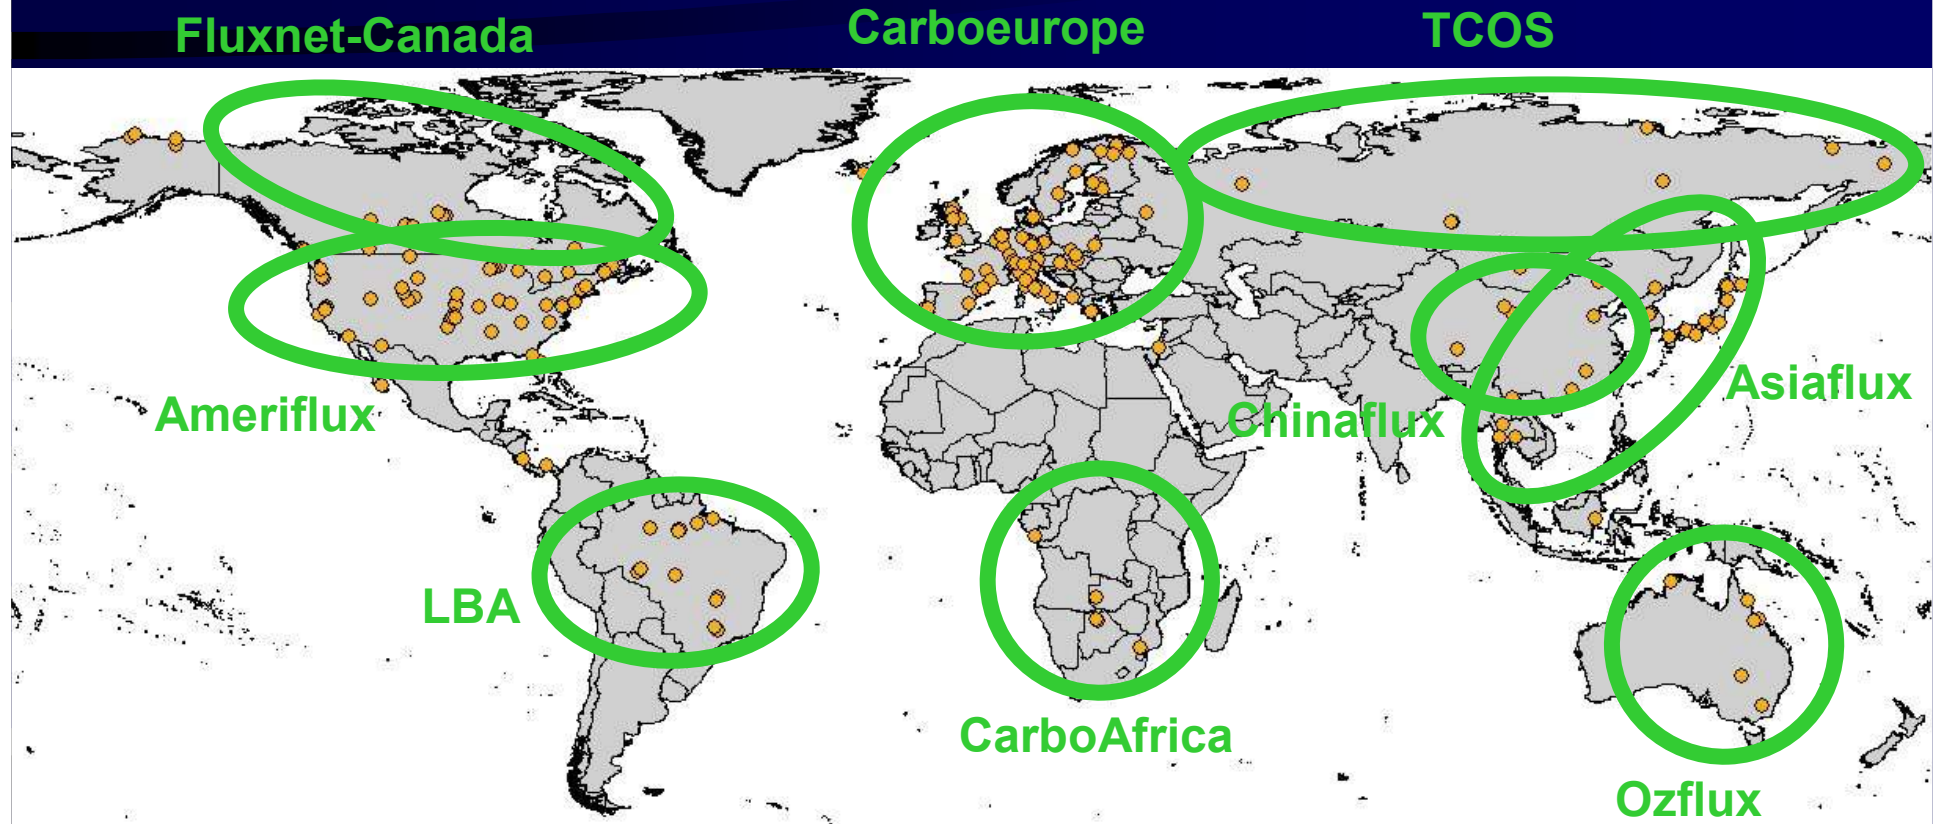 Fluxnet-Canada
Carboeurope
TCOS
Ameriflux
Chinaflux
Asiaflux
LBA
CarboAfrica
Ozflux